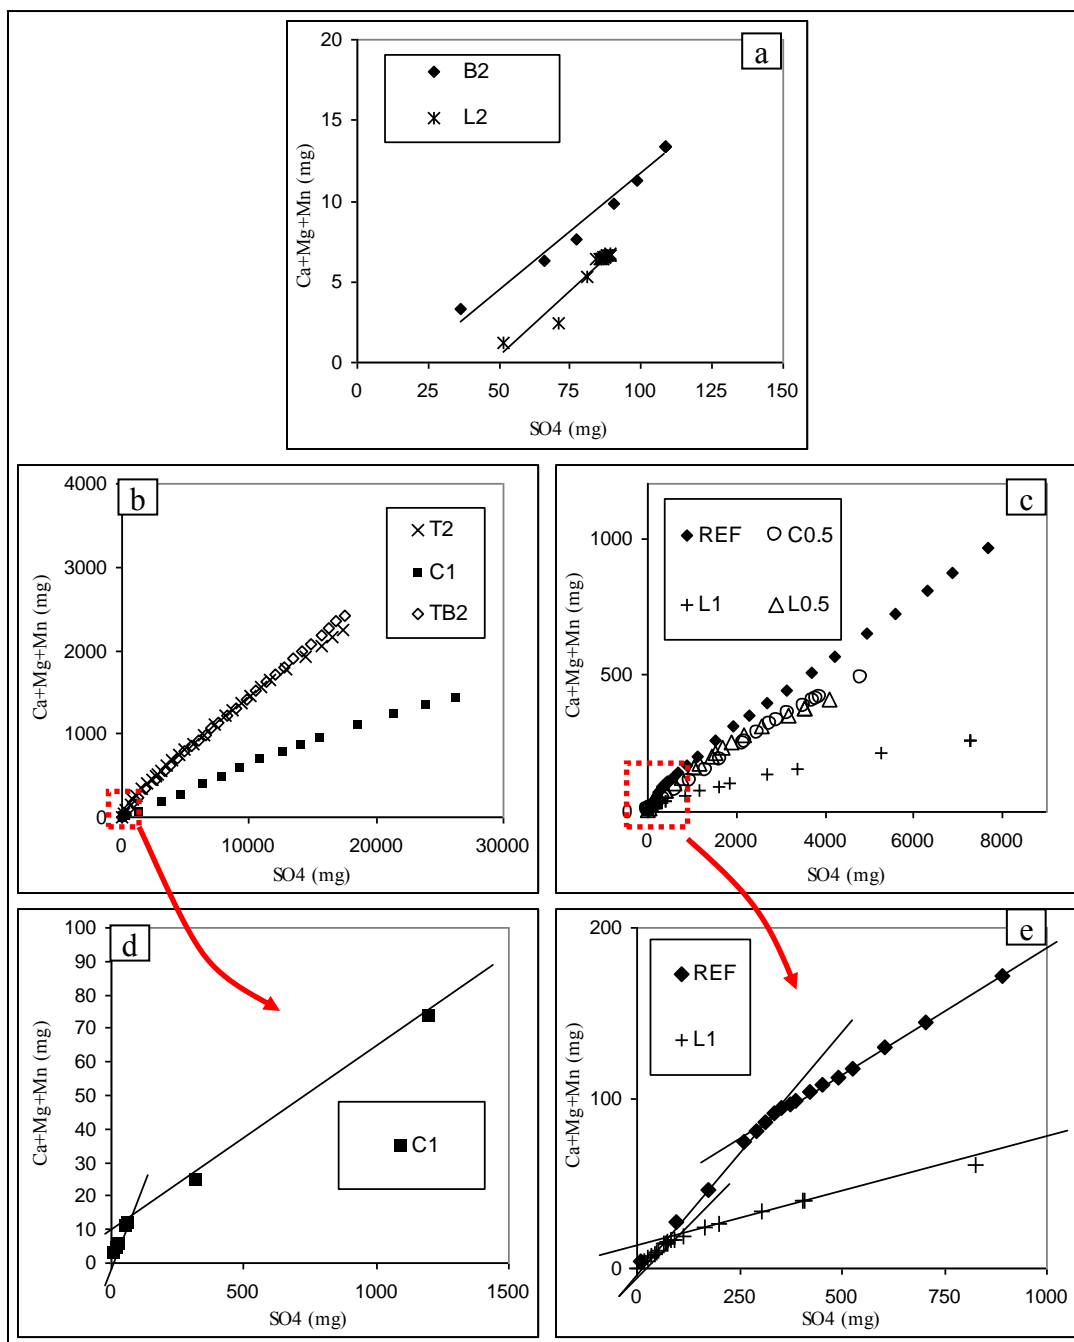 a
20
15
10
5
0
Ca+Mg+Mn (mg)
B2
L2
0 25 50 75 100 125 150
SO4 (mg)
b
4000
3000
2000
1000
0
Ca+Mg+Mn (mg)
T2
C1
TB2
0 10000 20000 30000
SO4 (mg)
c
1000
500
0
Ca+Mg+Mn (mg)
REF C0.5
L1 L0.5
0 2000 4000 6000 8000
SO4 (mg)
d
100
90
80
70
60
50
40
30
20
10
0
Ca+Mg+Mn (mg)
C1
0 500 1000 1500
SO4 (mg)
e
200
100
0
Ca+Mg+Mn (mg)
REF
L1
0 250 500 750 1000
SO4 (mg)